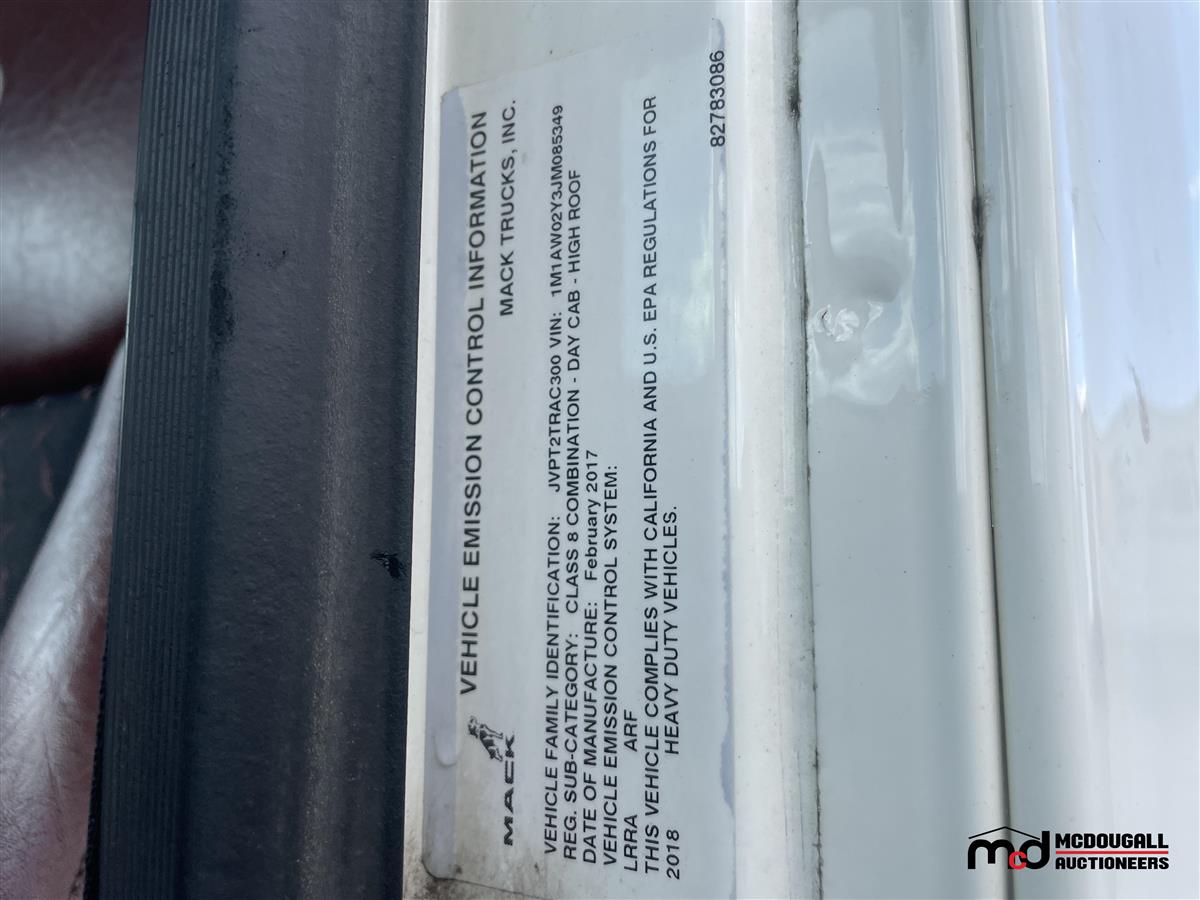 MACK
VEHICLE EMISSION CONTROL INFORMATION
MACK TRUCKS, INC.
VEHICLE FAMILY IDENTIFICATION: JVPT2TRAC300 VIN: 1M1AW02Y3JM085349
REG. SUB-CATEGORY: CLASS 8 COMBINATION - DAY CAB - HIGH ROOF
DATE OF MANUFACTURE: February 2017
VEHICLE EMISSION CONTROL SYSTEM:
LRRA ARF
THIS VEHICLE COMPLIES WITH CALIFORNIA AND U.S. EPA REGULATIONS FOR
2018 HEAVY DUTY VEHICLES.
82783086
mcd MCDOUGALL
AUCTIONEERS